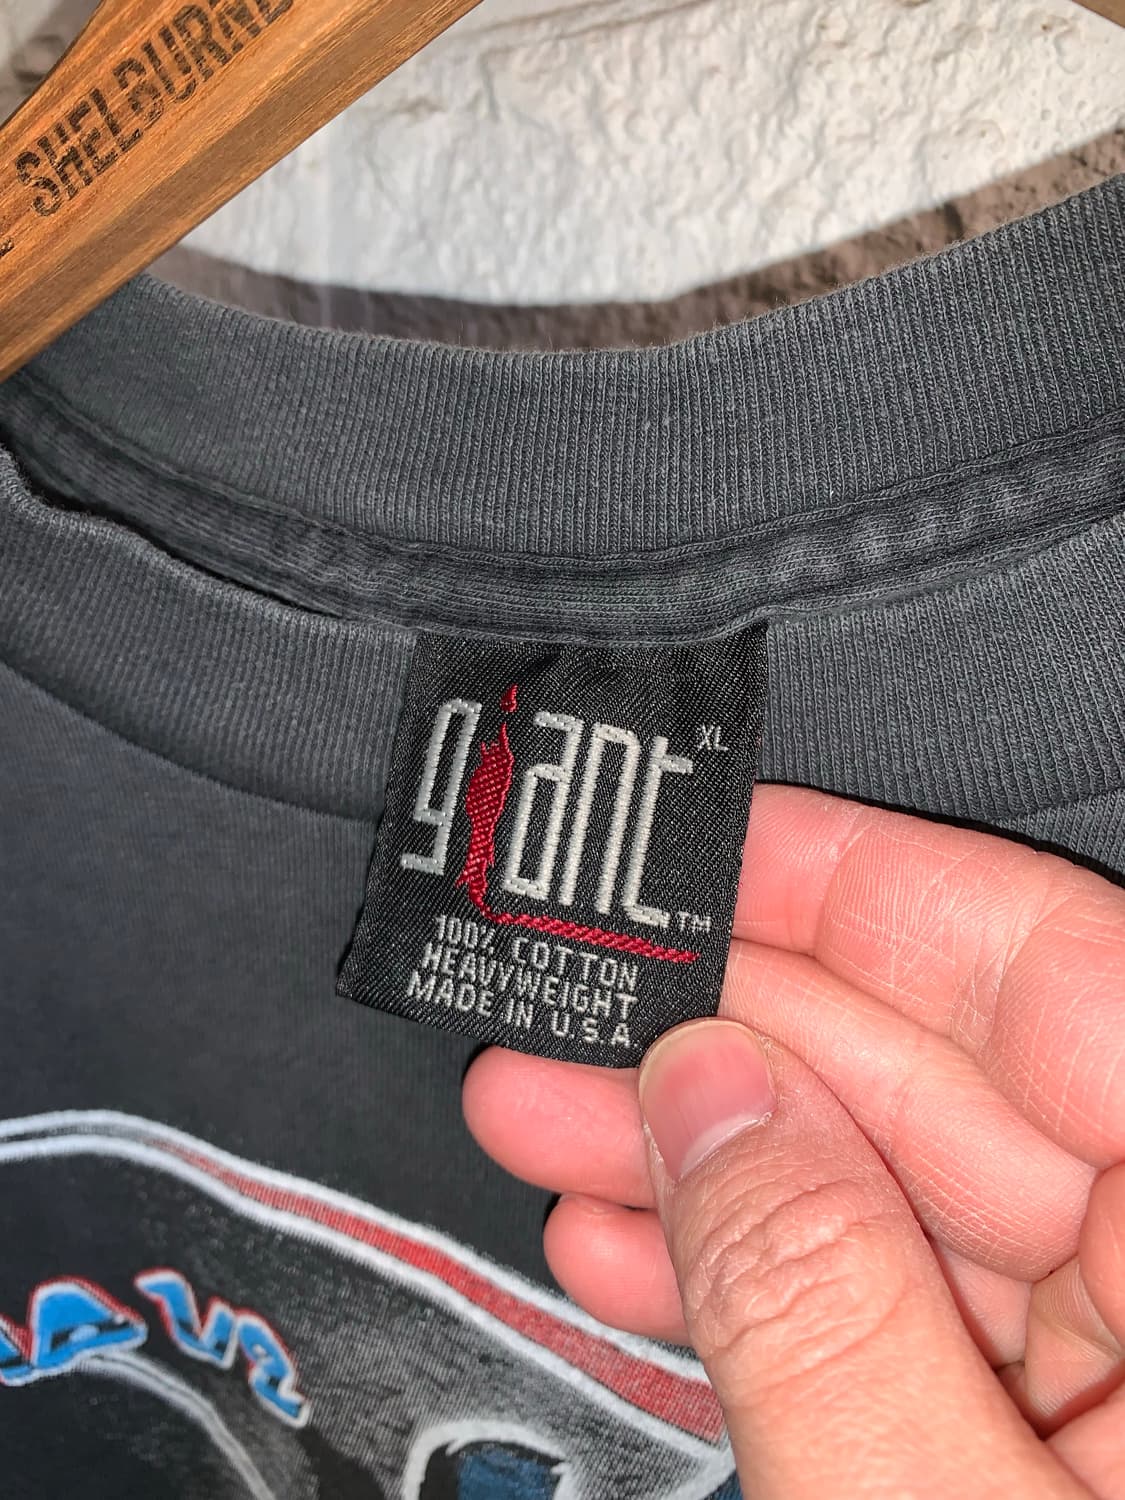 SHELBURNE
giant XL
TM
100% COTTON
HEAVYWEIGHT
MADE IN U.S.A.